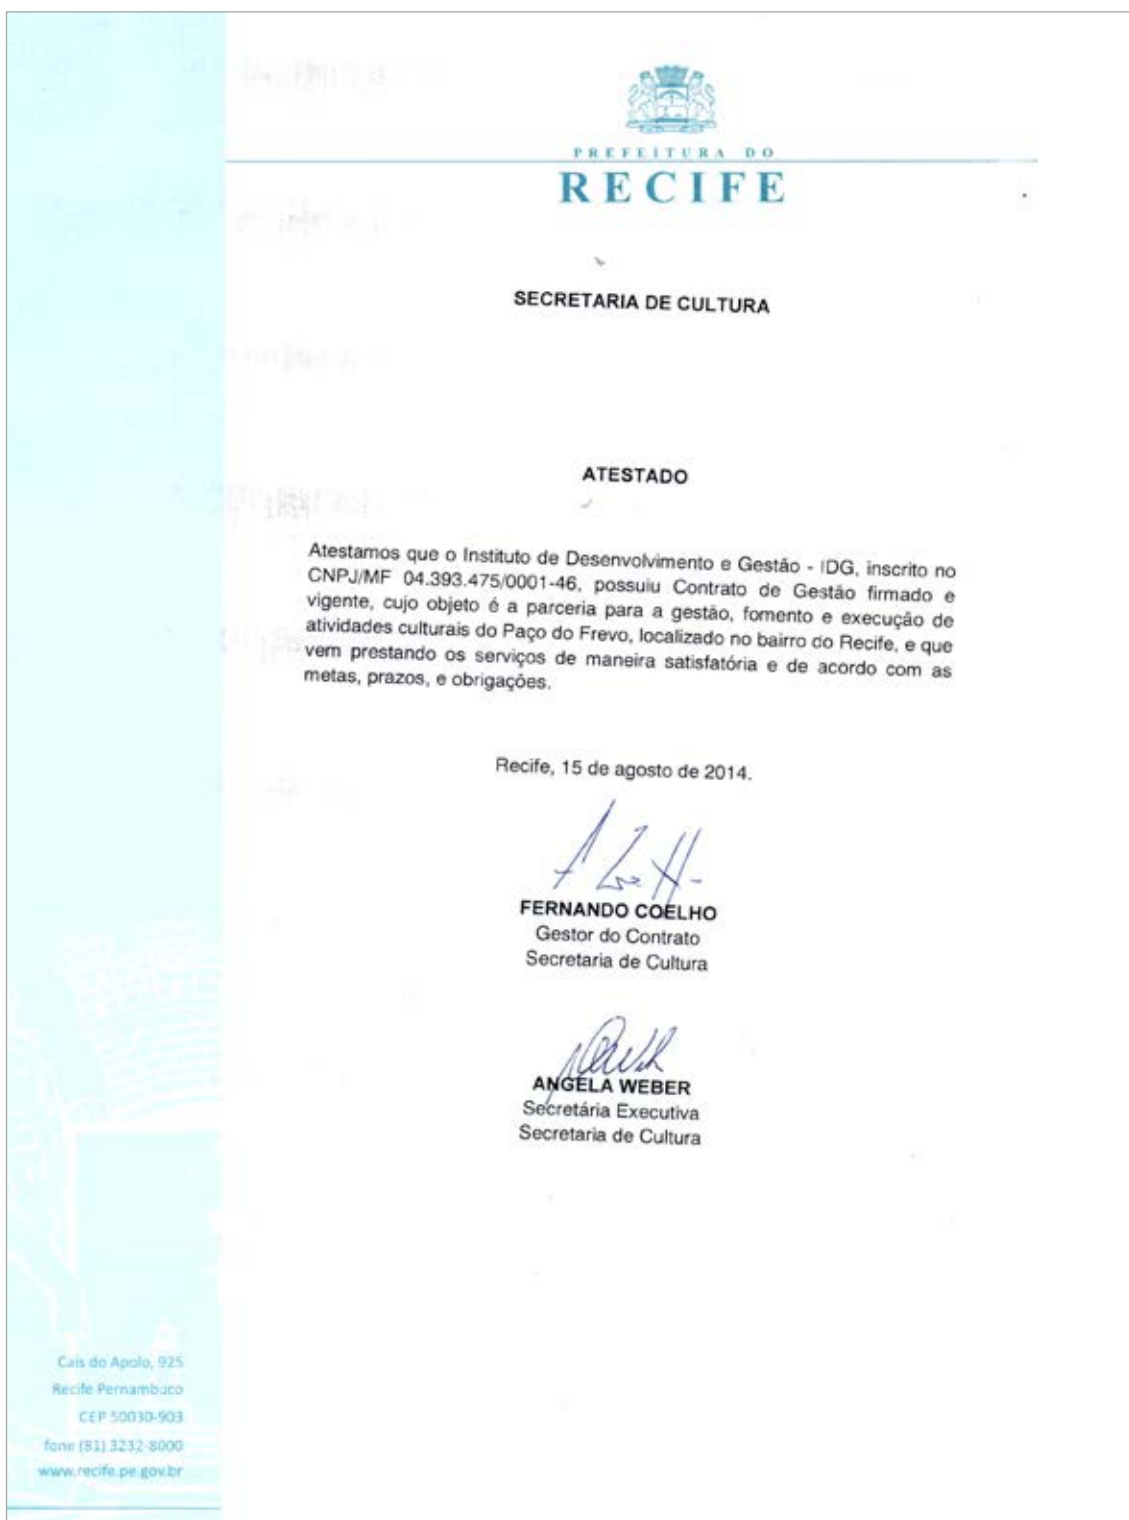 PREFEITURA DO
RECIFE
SECRETARIA DE CULTURA
ATESTADO
Atestamos que o Instituto de Desenvolvimento e Gestão - IDG, inscrito no
CNPJ/MF 04.393.475/0001-46, possuiu Contrato de Gestão firmado e
vigente, cujo objeto é a parceria para a gestão, fomento e execução de
atividades culturais do Paço do Frevo, localizado no bairro do Recife, e que
vem prestando os serviços de maneira satisfatória e de acordo com as
metas, prazos, e obrigações.
Recife, 15 de agosto de 2014.
FERNANDO COELHO
Gestor do Contrato
Secretaria de Cultura
ANGELA WEBER
Secretária Executiva
Secretaria de Cultura
Cais do Apolo, 925
Recife Pernambuco
CEP 50030-903
fone (81) 3232-8000
www.recife.pe.gov.br